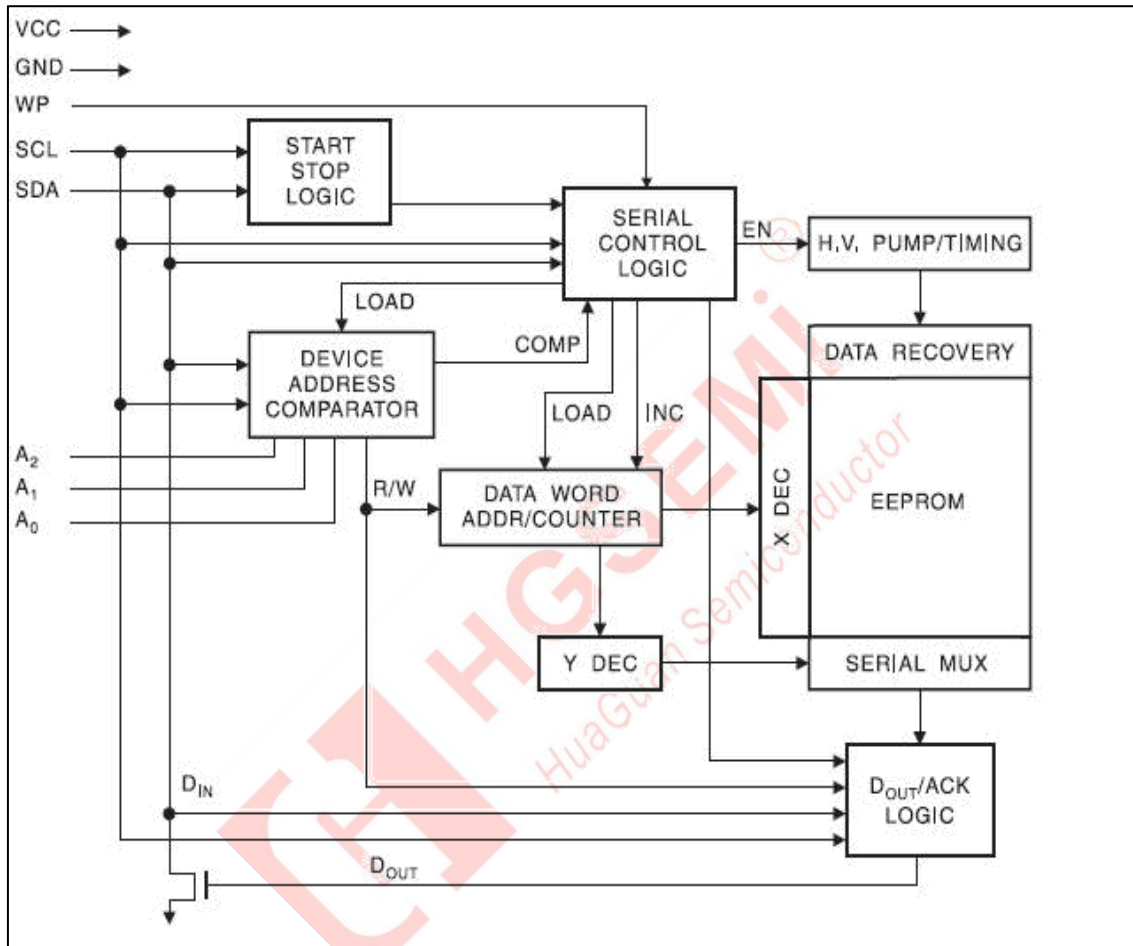 VCC
GND
WP
SCL
SDA
START
STOP
LOGIC
SERIAL
CONTROL
LOGIC
EN
H.V. PUMP/TIMING
LOAD
COMP
DEVICE
ADDRESS
COMPARATOR
DATA RECOVERY
LOAD
INC
A2
A1
A0
R/W
DATA WORD
ADDR/COUNTER
X DEC
EEPROM
Y DEC
SERIAL MUX
DIN
DOUT/ACK
LOGIC
DOUT
HGSEMi
®
HuaGuan Semiconductor